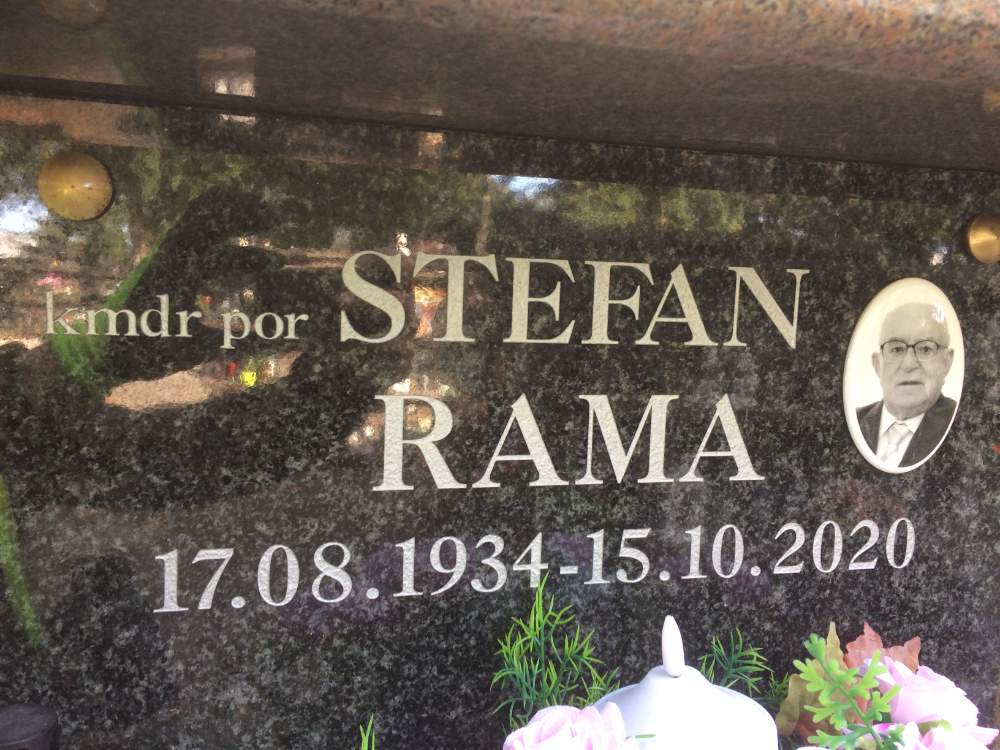 kmdr por STEFAN
RAMA
17.08.1934-15.10.2020